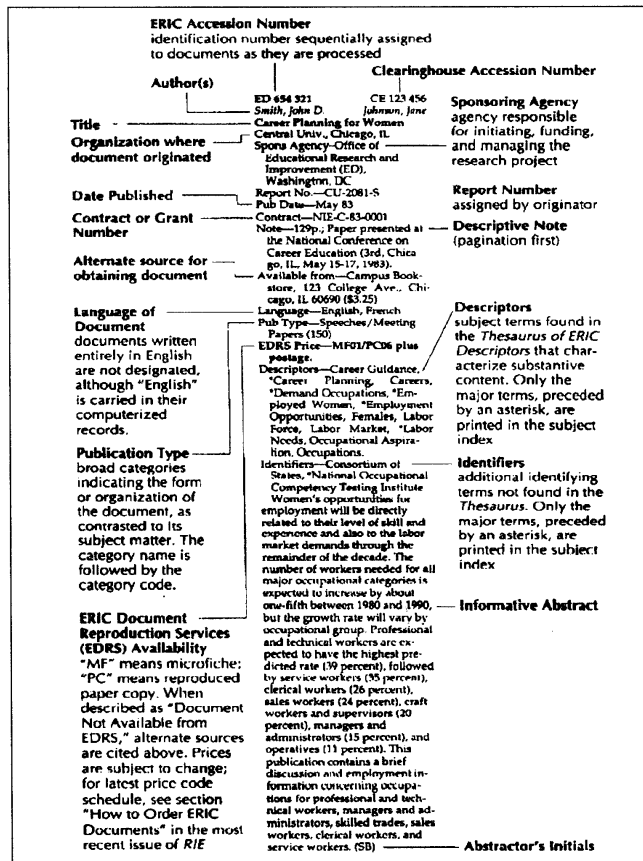 ERIC Accession Number
identification number sequentially assigned
to documents as they are processed
Clearinghouse Accession Number
Author(s)
Title
Organization where
document originated
Date Published
Contract or Grant
Number
Alternate source for
obtaining document
Language of
Document
documents written
entirely in English
are not designated,
although "English"
is carried in their
computerized
records.
Publication Type
broad categories
indicating the form
or organization of
the document, as
contrasted to its
subject matter. The
category name is
followed by the
category code.
ERIC Document
Reproduction Services
(EDRS) Availability
"MF" means microfiche;
"PC" means reproduced
paper copy. When
described as "Document
Not Available from
EDRS," alternate sources
are cited above. Prices
are subject to change;
for latest price code
schedule, see section
"How to Order ERIC
Documents" in the most
recent issue of RIE
ED 654 321 CE 123 456
Smith, John D. Johnson, Jane
Career Planning for Women
Central Univ., Chicago, IL
Spons Agency—Office of
Educational Research and
Improvement (ED),
Washington, DC
Report No.—CU-2081-S
Pub Date—May 83
Contract—NIE-C-83-0001
Note—129p.; Paper presented at
the National Conference on
Career Education (3rd, Chica
go, IL, May 15-17, 1983).
Available from—Campus Book-
store, 123 College Ave., Chi-
cago, IL 60690 ($3.25)
Language—English, French
Pub Type—Speeches/Meeting
Papers (150)
EDRS Price—MF01/PC06 plus
postage.
Descriptors—Career Guidance,
*Career Planning, Careers,
*Demand Occupations, *Em-
ployed Women, *Employment
Opportunities, Females, Labor
Force, Labor Market, *Labor
Needs, Occupational Aspira-
tion, Occupations.
Identifiers—Consortium of
States, *National Occupational
Competency Testing Institute
Women's opportunities for
employment will be directly
related to their level of skill and
experience and also to the labor
market demands through the
remainder of the decade. The
number of workers needed for all
major occupational categories is
expected to increase by about
one-fifth between 1980 and 1990,
but the growth rate will vary by
occupational group. Professional
and technical workers are ex-
pected to have the highest pre-
dicted rate (39 percent), followed
by service workers (35 percent),
clerical workers (26 percent),
sales workers (24 percent), craft
workers and supervisors (20
percent), managers and
administrators (15 percent), and
operatives (11 percent). This
publication contains a brief
discussion and employment in-
formation concerning occupa-
tions for professional and tech-
nical workers, managers and ad-
ministrators, skilled trades, sales
workers, clerical workers, and
service workers. (SB)
Sponsoring Agency
agency responsible
for initiating, funding,
and managing the
research project
Report Number
assigned by originator
Descriptive Note
(pagination first)
Descriptors
subject terms found in
the Thesaurus of ERIC
Descriptors that char-
acterize substantive
content. Only the
major terms, preceded
by an asterisk, are
printed in the subject
index
Identifiers
additional identifying
terms not found in the
Thesaurus. Only the
major terms, preceded
by an asterisk, are
printed in the subject
index
Informative Abstract
Abstractor's Initials